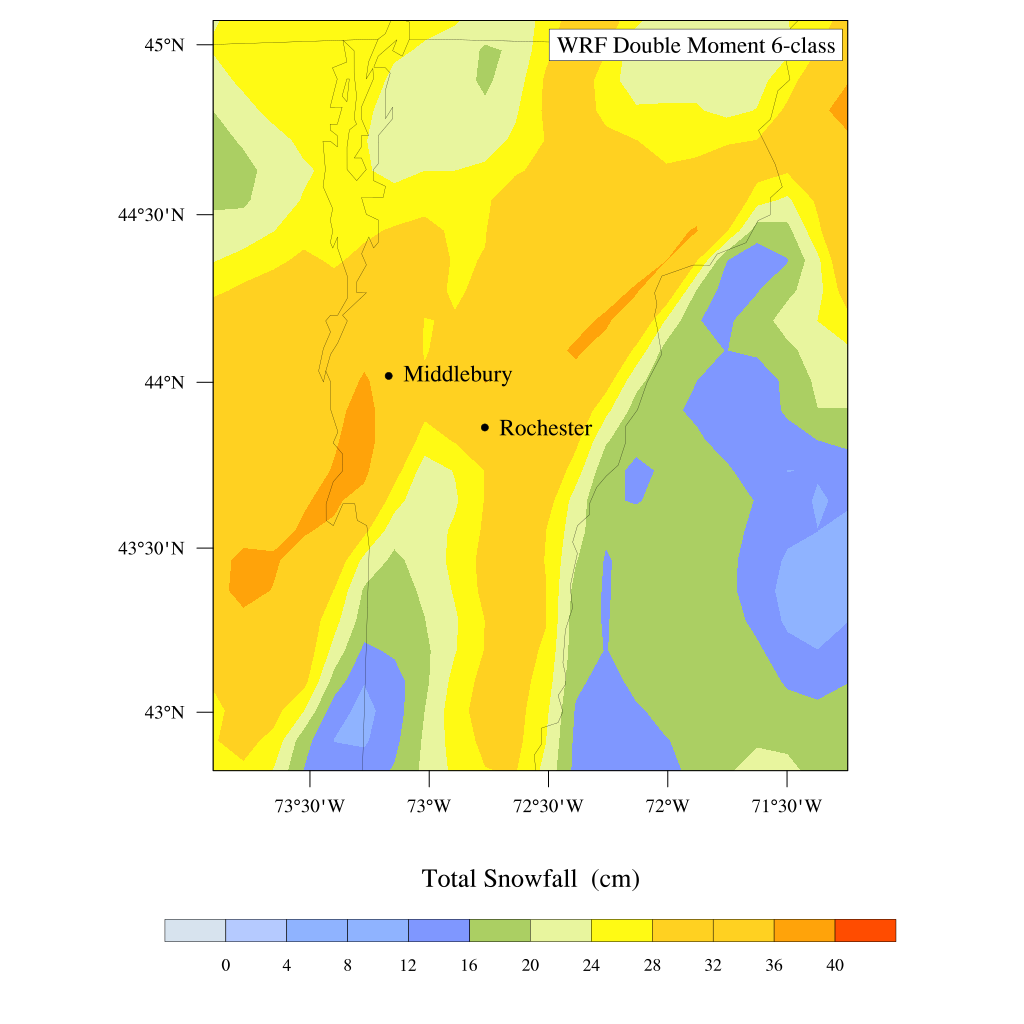 45°N
WRF Double Moment 6-class
44°30'N
44°N
Middlebury
Rochester
43°30'N
43°N
73°30'W 73°W 72°30'W 72°W 71°30'W
Total Snowfall (cm)
0 4 8 12 16 20 24 28 32 36 40